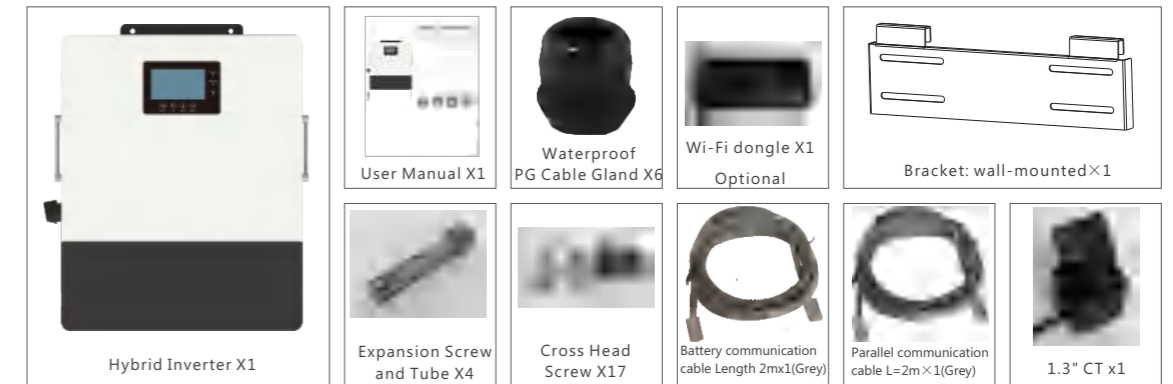 Hybrid Inverter X1
User Manual X1
Waterproof
PG Cable Gland X6
Wi-Fi dongle X1
Optional
Bracket: wall-mounted×1
Expansion Screw
and Tube X4
Cross Head
Screw X17
Battery communication
cable Length 2mx1(Grey)
Parallel communication
cable L=2m×1(Grey)
1.3" CT x1